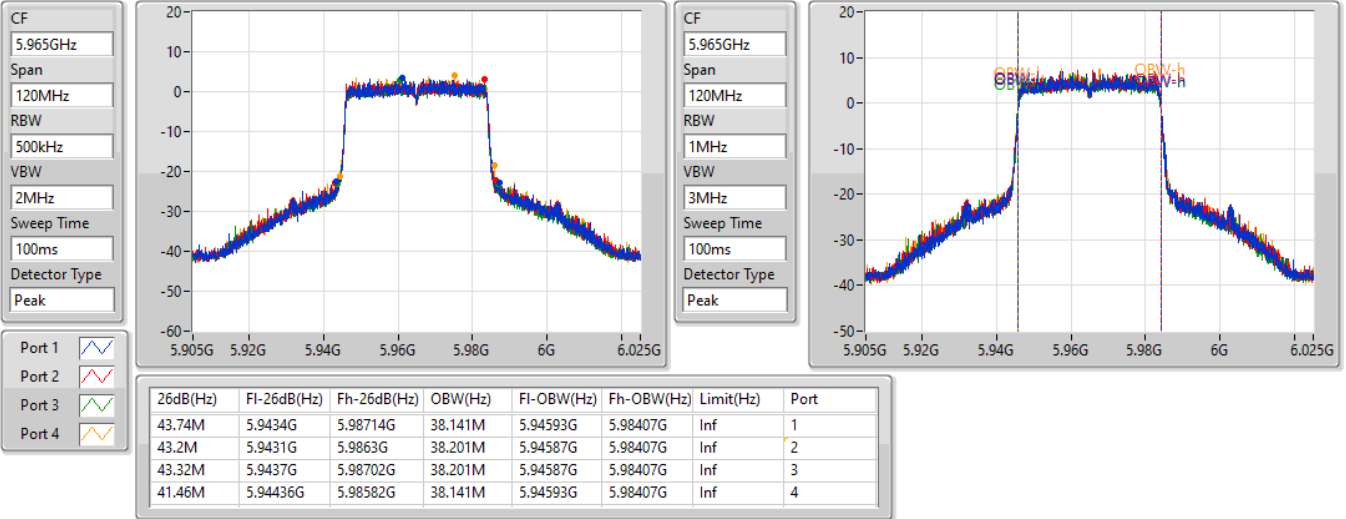 CF
5.965GHz
Span
120MHz
RBW
500kHz
VBW
2MHz
Sweep Time
100ms
Detector Type
Peak
20
10
0
-10
-20
-30
-40
-50
-60
5.905G 5.92G 5.94G 5.96G 5.98G 6G 6.025G
CF
5.965GHz
Span
120MHz
RBW
1MHz
VBW
3MHz
Sweep Time
100ms
Detector Type
Peak
20
10
0
-10
-20
-30
-40
-50
OBW-h
OBW-h
5.905G 5.92G 5.94G 5.96G 5.98G 6G 6.025G
Port 1
Port 2
Port 3
Port 4
26dB(Hz) Fl-26dB(Hz) Fh-26dB(Hz) OBW(Hz) Fl-OBW(Hz) Fh-OBW(Hz) Limit(Hz) Port
43.74M 5.9434G 5.98714G 38.141M 5.94593G 5.98407G Inf 1
43.2M 5.9431G 5.9863G 38.201M 5.94587G 5.98407G Inf 2
43.32M 5.9437G 5.98702G 38.201M 5.94587G 5.98407G Inf 3
41.46M 5.94436G 5.98582G 38.141M 5.94593G 5.98407G Inf 4